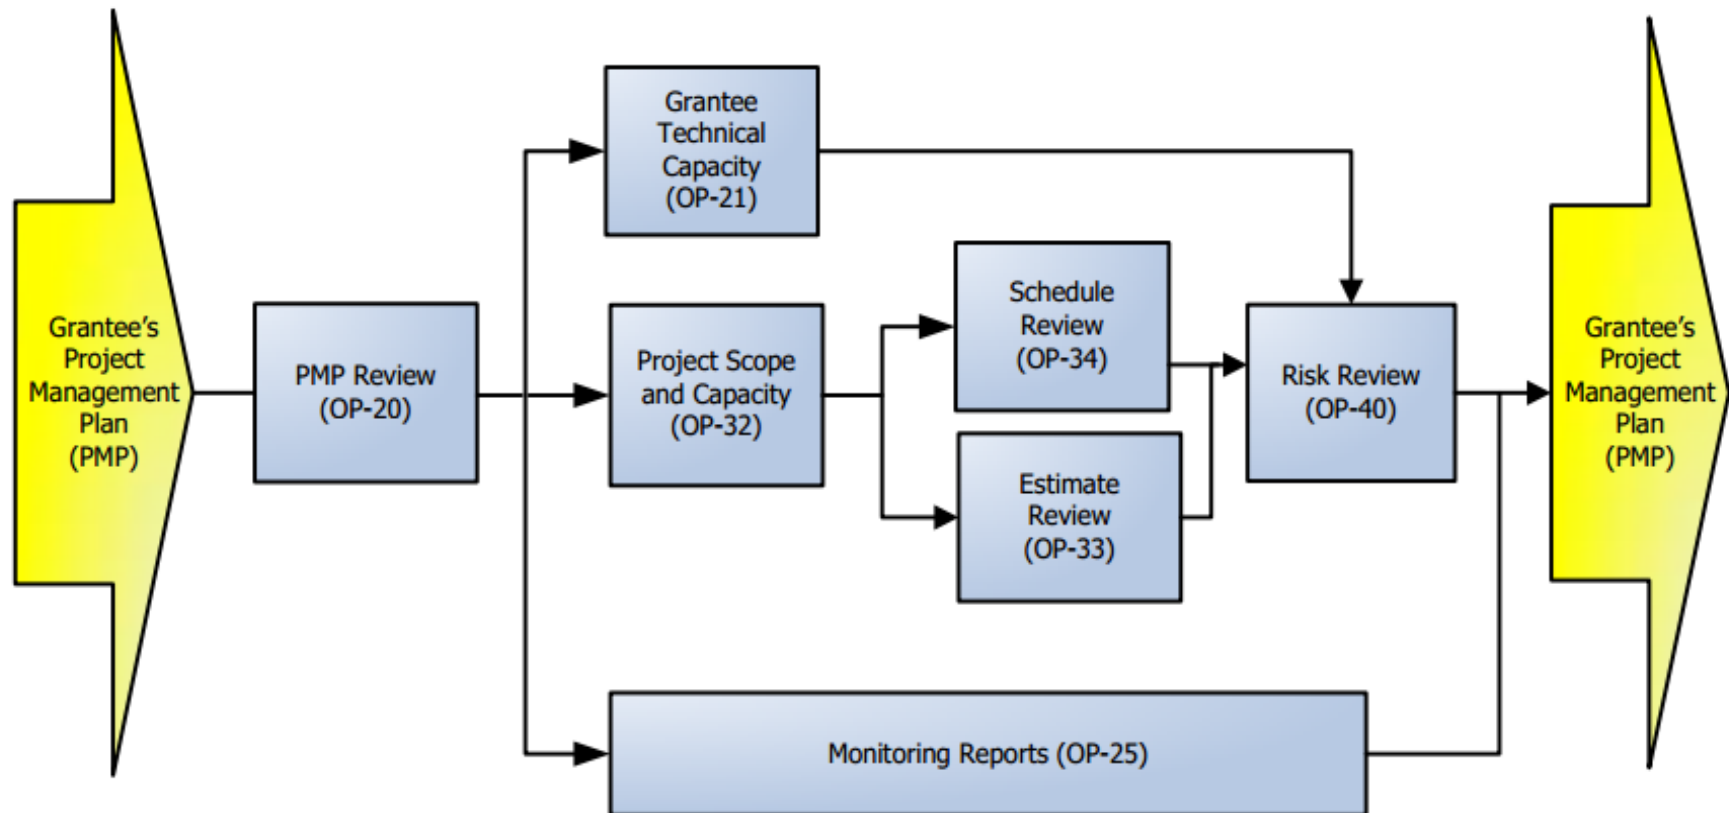 Grantee’s
Project
Management
Plan
(PMP)
PMP Review
(OP-20)
Grantee
Technical
Capacity
(OP-21)
Project Scope
and Capacity
(OP-32)
Schedule
Review
(OP-34)
Estimate
Review
(OP-33)
Monitoring Reports (OP-25)
Risk Review
(OP-40)
Grantee’s
Project
Management
Plan
(PMP)